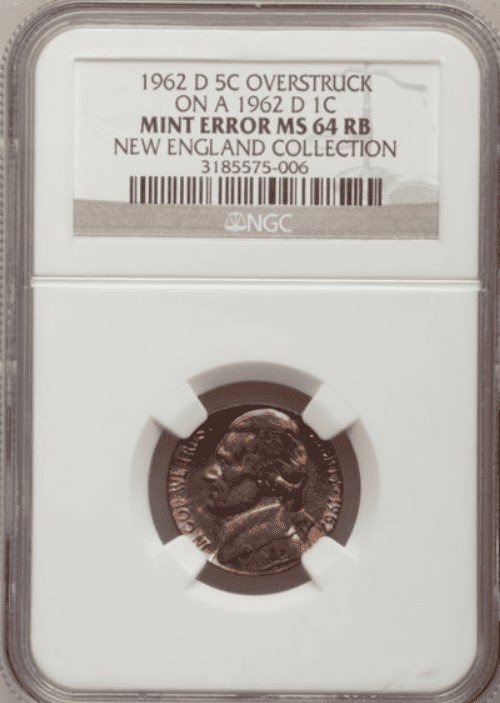 1962 D 5C OVERSTRUCK
ON A 1962 D 1C
MINT ERROR MS 64 RB
NEW ENGLAND COLLECTION
3185575-006
NGC
IN GOD WE TRUST
1962